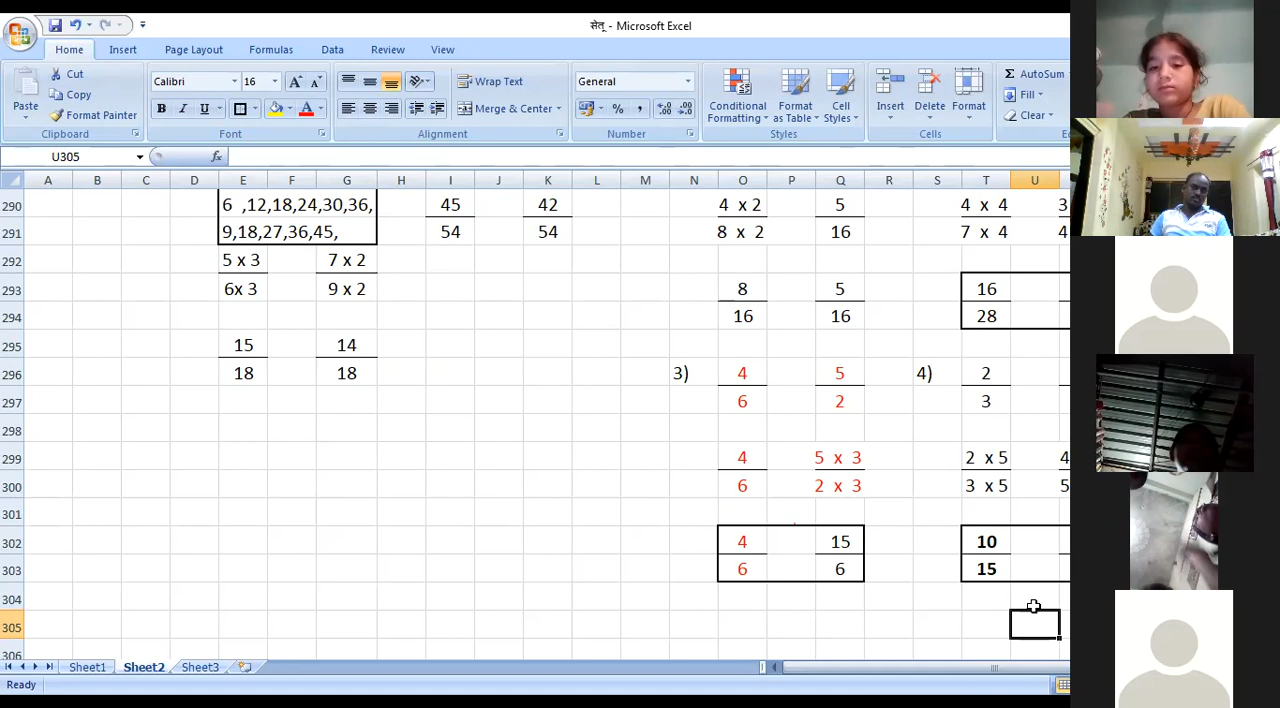 सेतू - Microsoft Excel
Home Insert Page Layout Formulas Data Review View
Paste
Cut
Copy
Format Painter
Clipboard
Calibri 16
B I U
Font
Wrap Text
Merge & Center
Alignment
General
Number
Conditional Formatting
Format as Table
Cell Styles
Styles
Insert Delete Format
Cells
AutoSum
Fill
Clear
U305
fx
A B C D E F G H I J K L M N O P Q R S T U
290 6 ,12,18,24,30,36, 45 42 4 x 2 5 4 x 4 3
291 9,18,27,36,45, 54 54 8 x 2 16 7 x 4 4
292 5 x 3 7 x 2
293 6x 3 9 x 2 8 5 16
294 16 16 28
295 15 14
296 18 18 3) 4 5 4) 2
297 6 2 3
298
299 4 5 x 3 2 x 5 4
300 6 2 x 3 3 x 5 5
301
302 4 15 10
303 6 6 15
304
305
306
Sheet1 Sheet2 Sheet3
Ready